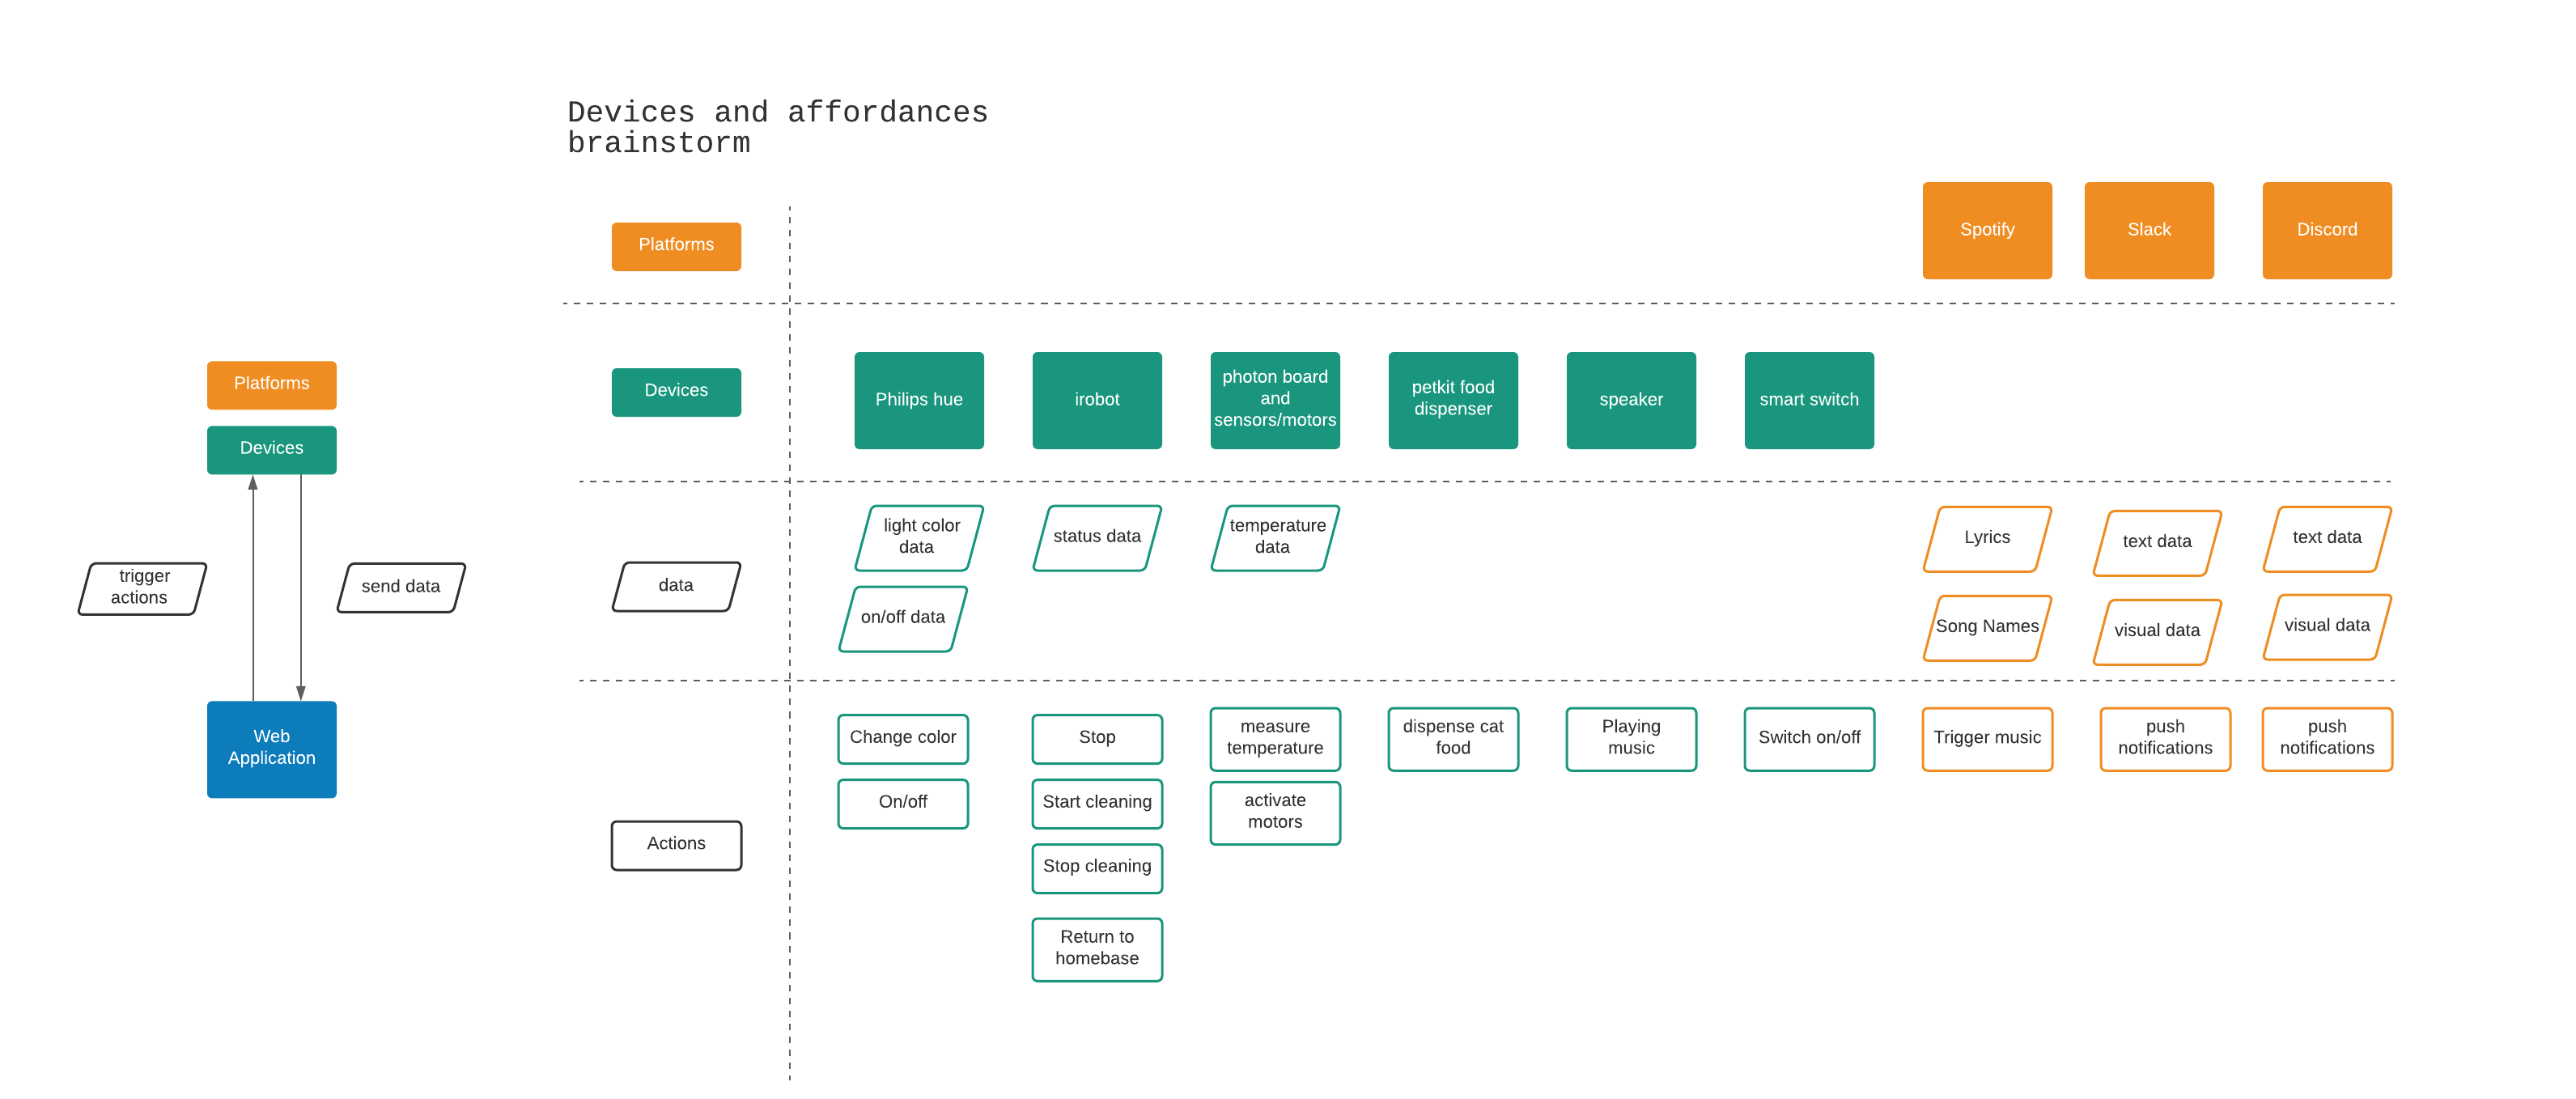 Devices and affordances
brainstorm
Platforms
Spotify
Slack
Discord
Devices
Philips hue
irobot
photon board
and
sensors/motors
petkit food
dispenser
speaker
smart switch
Platforms
Devices
trigger
actions
send data
Web
Application
data
light color
data
on/off data
status data
temperature
data
Lyrics
Song Names
text data
visual data
text data
visual data
Actions
Change color
On/off
Stop
Start cleaning
Stop cleaning
Return to
homebase
measure
temperature
activate
motors
dispense cat
food
Playing
music
Switch on/off
Trigger music
push
notifications
push
notifications